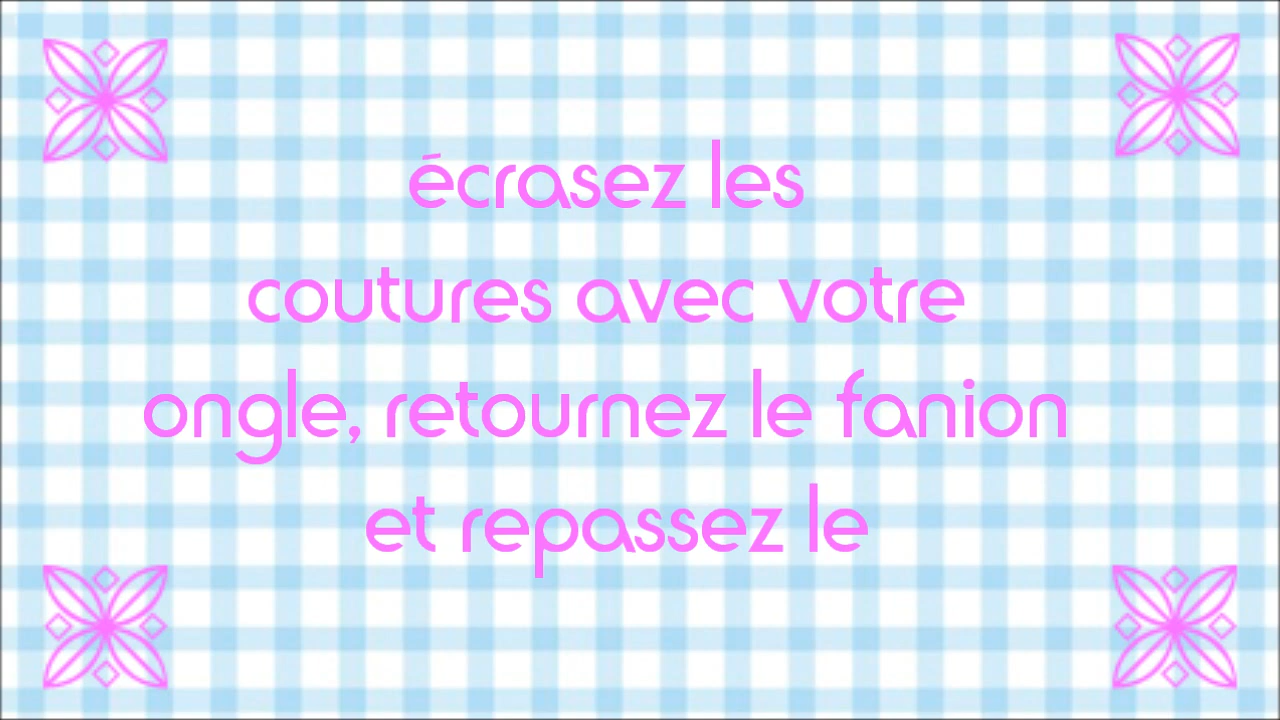 écrasez les
coutures avec votre
ongle, retournez le fanion
et repassez le